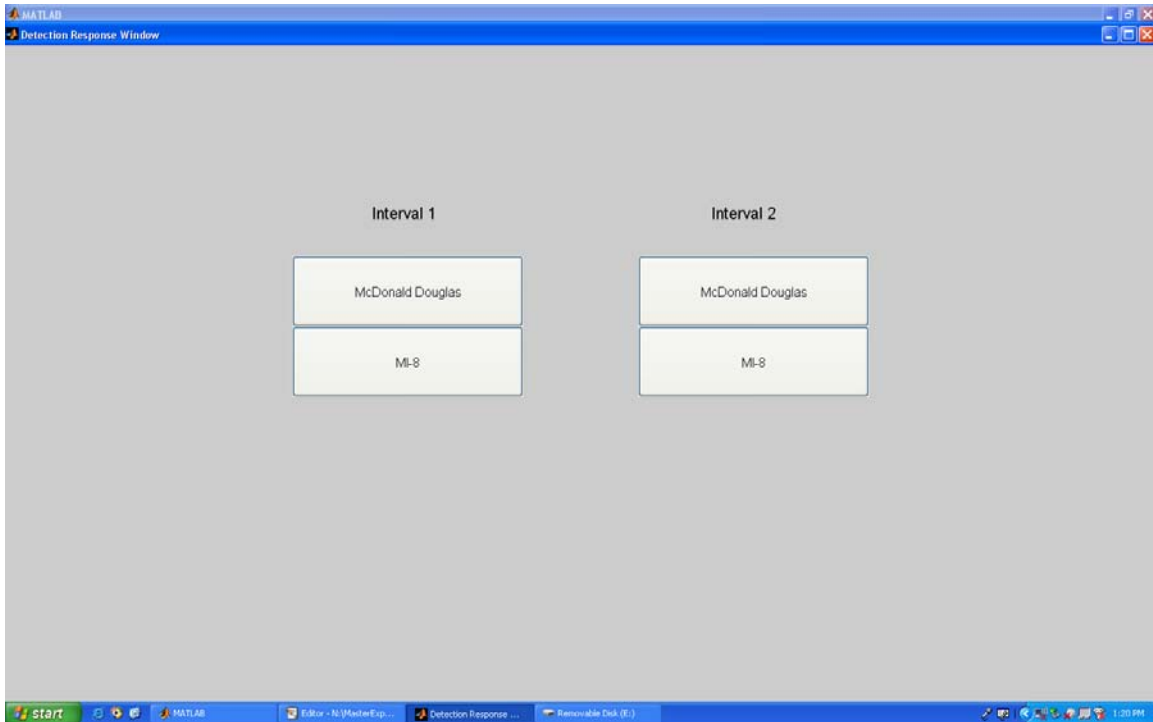 MATLAB
Detection Response Window
Interval 1 Interval 2
McDonald Douglas McDonald Douglas
MI-8 MI-8
start MATLAB Editor - N:\MasterExp... Detection Response ... Removable Disk (E:) 1:20 PM